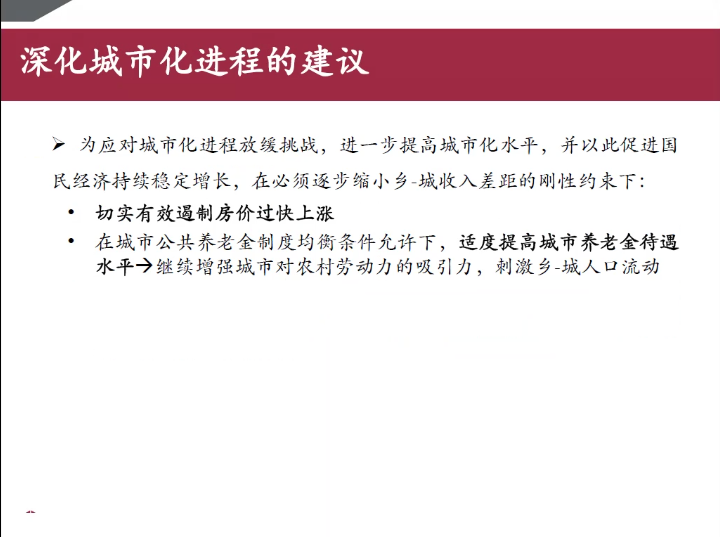 深化城市化进程的建议
➢ 为应对城市化进程放缓挑战，进一步提高城市化水平，并以此促进国
民经济持续稳定增长，在必须逐步缩小乡-城收入差距的刚性约束下：
• 切实有效遏制房价过快上涨
• 在城市公共养老金制度均衡条件允许下，适度提高城市养老金待遇
水平→继续增强城市对农村劳动力的吸引力，刺激乡-城人口流动